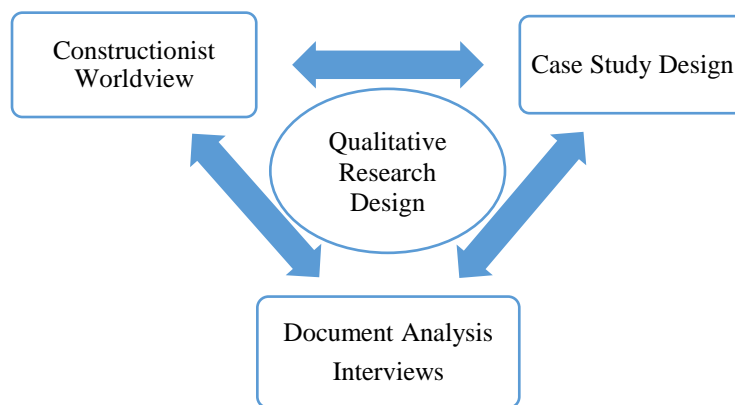 Constructionist
Worldview
Case Study Design
Qualitative
Research
Design
Document Analysis
Interviews